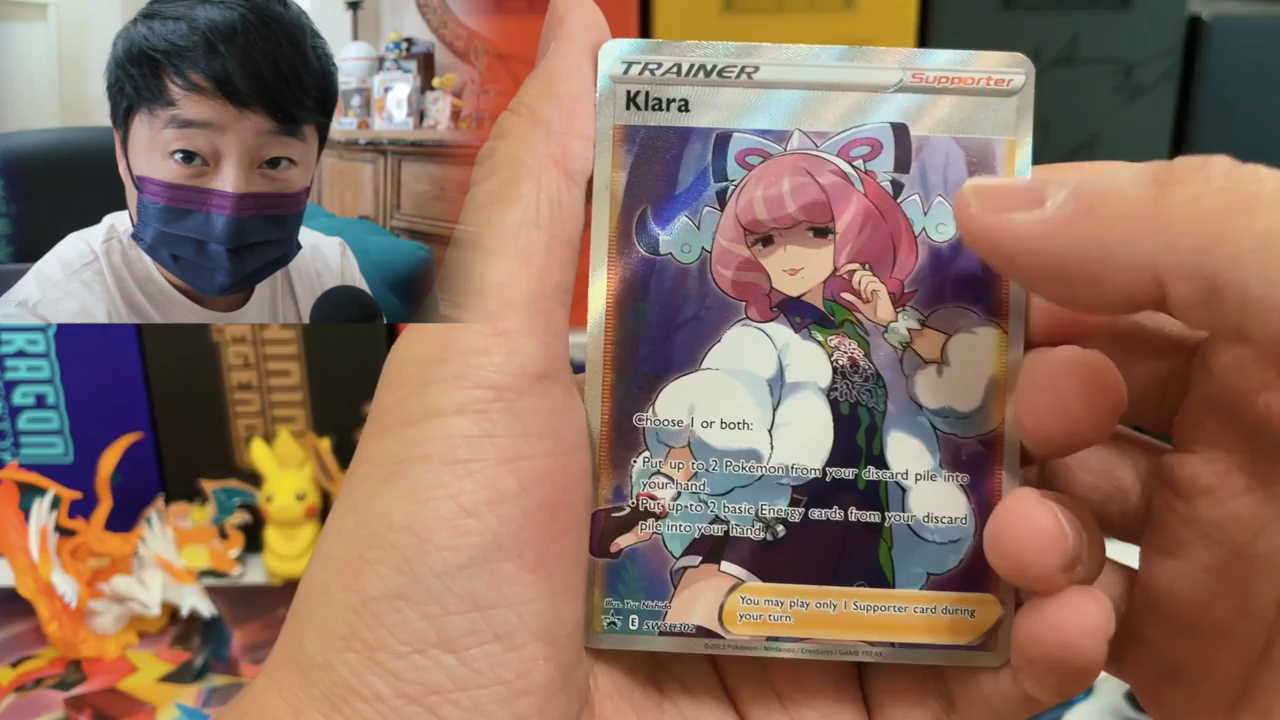 TRAINER
Supporter
Klara
Choose 1 or both:
• Put up to 2 Pokémon from your discard pile into
your hand.
• Put up to 2 basic Energy cards from your discard
pile into your hand.
You may play only 1 Supporter card during
your turn.
Illus. You Nishida
E SWSH302
©2023 Pokémon / Nintendo / Creatures / GAME FREAK
RAGON